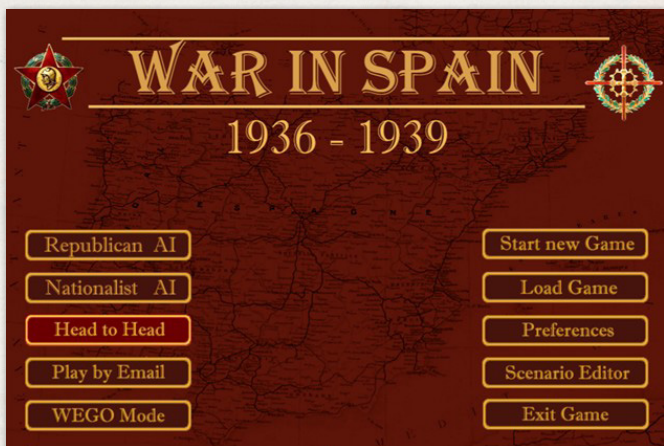 WAR IN SPAIN
1936 - 1939
Republican AI
Nationalist AI
Head to Head
Play by Email
WEGO Mode
Start new Game
Load Game
Preferences
Scenario Editor
Exit Game